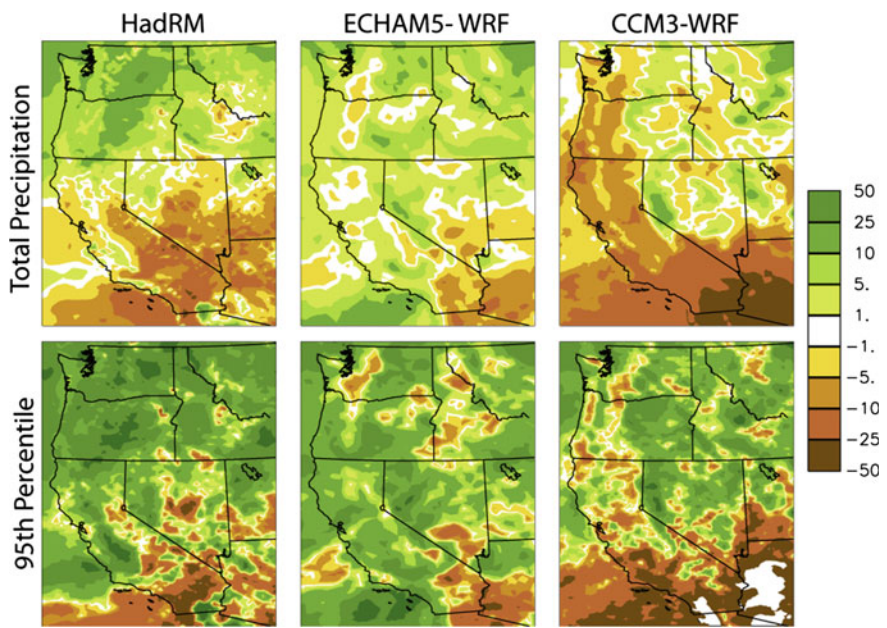 HadRM
ECHAM5- WRF
CCM3-WRF
Total Precipitation
95th Percentile
50
25
10
5.
1.
-1.
-5.
-10
-25
-50